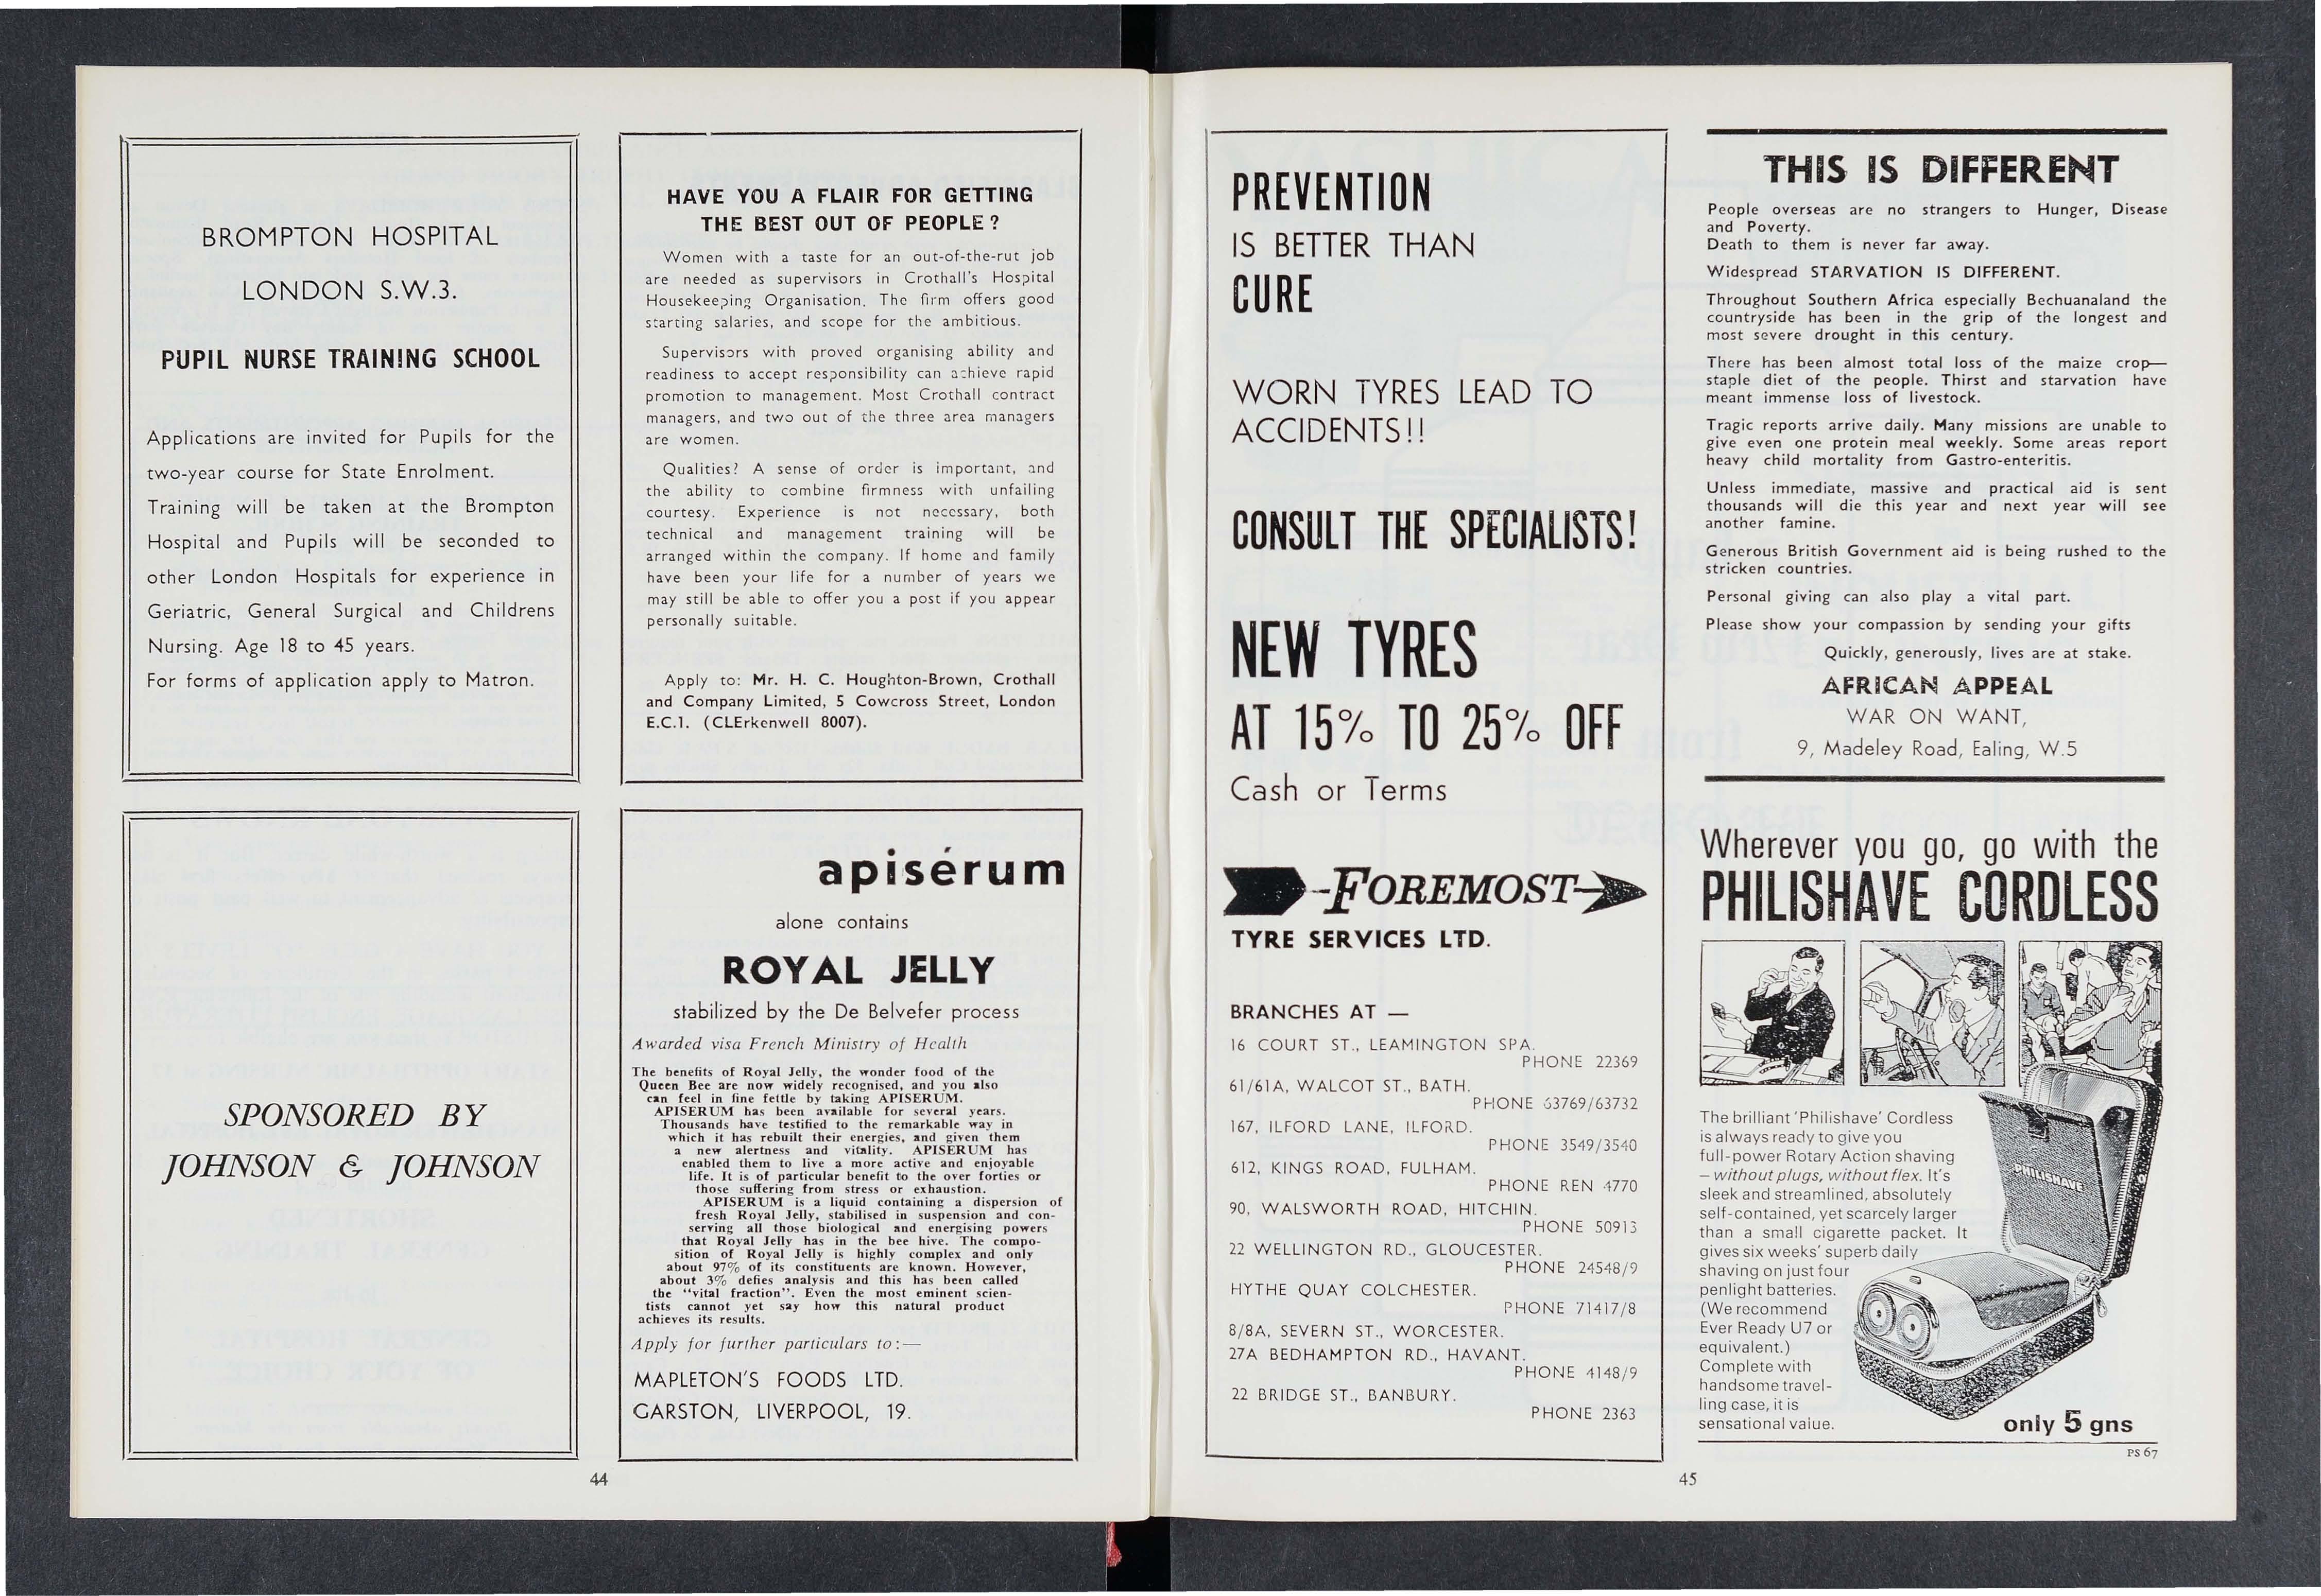 BROMPTON HOSPITAL
LONDON S.W.3.
PUPIL NURSE TRAINING SCHOOL
Applications are invited for Pupils for the
two-year course for State Enrolment.
Training will be taken at the Brompton
Hospital and Pupils will be seconded to
other London Hospitals for experience in
Geriatric, General Surgical and Childrens
Nursing. Age 18 to 45 years.
For forms of application apply to Matron.
SPONSORED BY
JOHNSON & JOHNSON
HAVE YOU A FLAIR FOR GETTING
THE BEST OUT OF PEOPLE?
Women with a taste for an out-of-the-rut job
are needed as supervisors in Crothall's Hospital
Housekeeping Organisation. The firm offers good
starting salaries, and scope for the ambitious.
Supervisors with proved organising ability and
readiness to accept responsibility can achieve rapid
promotion to management. Most Crothall contract
managers, and two out of the three area managers
are women.
Qualities? A sense of order is important, and
the ability to combine firmness with unfailing
courtesy. Experience is not necessary, both
technical and management training will be
arranged within the company. If home and family
have been your life for a number of years we
may still be able to offer you a post if you appear
personally suitable.
Apply to: Mr. H. C. Houghton-Brown, Crothall
and Company Limited, 5 Cowcross Street, London
E.C.1. (CLErkenwell 8007).
apisérum
alone contains
ROYAL JELLY
stabilized by the De Belvefer process
Awarded visa French Ministry of Health
The benefits of Royal Jelly, the wonder food of the
Queen Bee are now widely recognised, and you also
can feel in fine fettle by taking APISERUM.
APISERUM has been available for several years.
Thousands have testified to the remarkable way in
which it has rebuilt their energies, and given them
a new alertness and vitality. APISERUM has
enabled them to live a more active and enjoyable
life. It is of particular benefit to the over forties or
those suffering from stress or exhaustion.
APISERUM is a liquid containing a dispersion of
fresh Royal Jelly, stabilised in suspension and con-
serving all those biological and energising powers
that Royal Jelly has in the bee hive. The compo-
sition of Royal Jelly is highly complex and only
about 97% of its constituents are known. However,
about 3% defies analysis and this has been called
the "vital fraction". Even the most eminent scien-
tists cannot yet say how this natural product
achieves its results.
Apply for further particulars to:—
MAPLETON'S FOODS LTD.
GARSTON, LIVERPOOL, 19.
44
PREVENTION
IS BETTER THAN
CURE
WORN TYRES LEAD TO
ACCIDENTS!!
CONSULT THE SPECIALISTS!
NEW TYRES
AT 15% TO 25% OFF
Cash or Terms
FOREMOST
TYRE SERVICES LTD.
BRANCHES AT —
16 COURT ST., LEAMINGTON SPA.
PHONE 22369
61/61A, WALCOT ST., BATH.
PHONE 63769/63732
167, ILFORD LANE, ILFORD.
PHONE 3549/3540
612, KINGS ROAD, FULHAM.
PHONE REN 4770
90, WALSWORTH ROAD, HITCHIN.
PHONE 50913
22 WELLINGTON RD., GLOUCESTER.
PHONE 24548/9
HYTHE QUAY COLCHESTER.
PHONE 71417/8
8/8A, SEVERN ST., WORCESTER.
27A BEDHAMPTON RD., HAVANT.
PHONE 4148/9
22 BRIDGE ST., BANBURY.
PHONE 2363
THIS IS DIFFERENT
People overseas are no strangers to Hunger, Disease
and Poverty.
Death to them is never far away.
Widespread STARVATION IS DIFFERENT.
Throughout Southern Africa especially Bechuanaland the
countryside has been in the grip of the longest and
most severe drought in this century.
There has been almost total loss of the maize crop—
staple diet of the people. Thirst and starvation have
meant immense loss of livestock.
Tragic reports arrive daily. Many missions are unable to
give even one protein meal weekly. Some areas report
heavy child mortality from Gastro-enteritis.
Unless immediate, massive and practical aid is sent
thousands will die this year and next year will see
another famine.
Generous British Government aid is being rushed to the
stricken countries.
Personal giving can also play a vital part.
Please show your compassion by sending your gifts
Quickly, generously, lives are at stake.
AFRICAN APPEAL
WAR ON WANT,
9, Madeley Road, Ealing, W.5
Wherever you go, go with the
PHILISHAVE CORDLESS
The brilliant 'Philishave' Cordless
is always ready to give you
full-power Rotary Action shaving
– without plugs, without flex. It's
sleek and streamlined, absolutely
self-contained, yet scarcely larger
than a small cigarette packet. It
gives six weeks' superb daily
shaving on just four
penlight batteries.
(We recommend
Ever Ready U7 or
equivalent.)
Complete with
handsome travel-
ling case, it is
sensational value.
PHILISHAVE
only 5 gns
PS 67
45